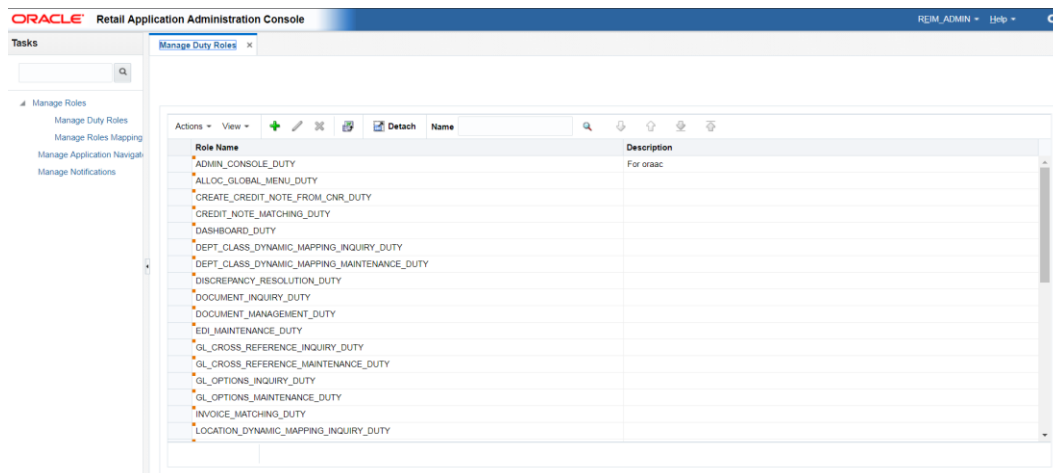 ORACLE Retail Application Administration Console REIM_ADMIN Help
Tasks
Manage Duty Roles ×
Manage Roles
Manage Duty Roles
Manage Roles Mapping
Manage Application Navigat
Manage Notifications
Actions View Detach Name
Role Name Description
ADMIN_CONSOLE_DUTY For oraac
ALLOC_GLOBAL_MENU_DUTY
CREATE_CREDIT_NOTE_FROM_CNR_DUTY
CREDIT_NOTE_MATCHING_DUTY
DASHBOARD_DUTY
DEPT_CLASS_DYNAMIC_MAPPING_INQUIRY_DUTY
DEPT_CLASS_DYNAMIC_MAPPING_MAINTENANCE_DUTY
DISCREPANCY_RESOLUTION_DUTY
DOCUMENT_INQUIRY_DUTY
DOCUMENT_MANAGEMENT_DUTY
EDI_MAINTENANCE_DUTY
GL_CROSS_REFERENCE_INQUIRY_DUTY
GL_CROSS_REFERENCE_MAINTENANCE_DUTY
GL_OPTIONS_INQUIRY_DUTY
GL_OPTIONS_MAINTENANCE_DUTY
INVOICE_MATCHING_DUTY
LOCATION_DYNAMIC_MAPPING_INQUIRY_DUTY